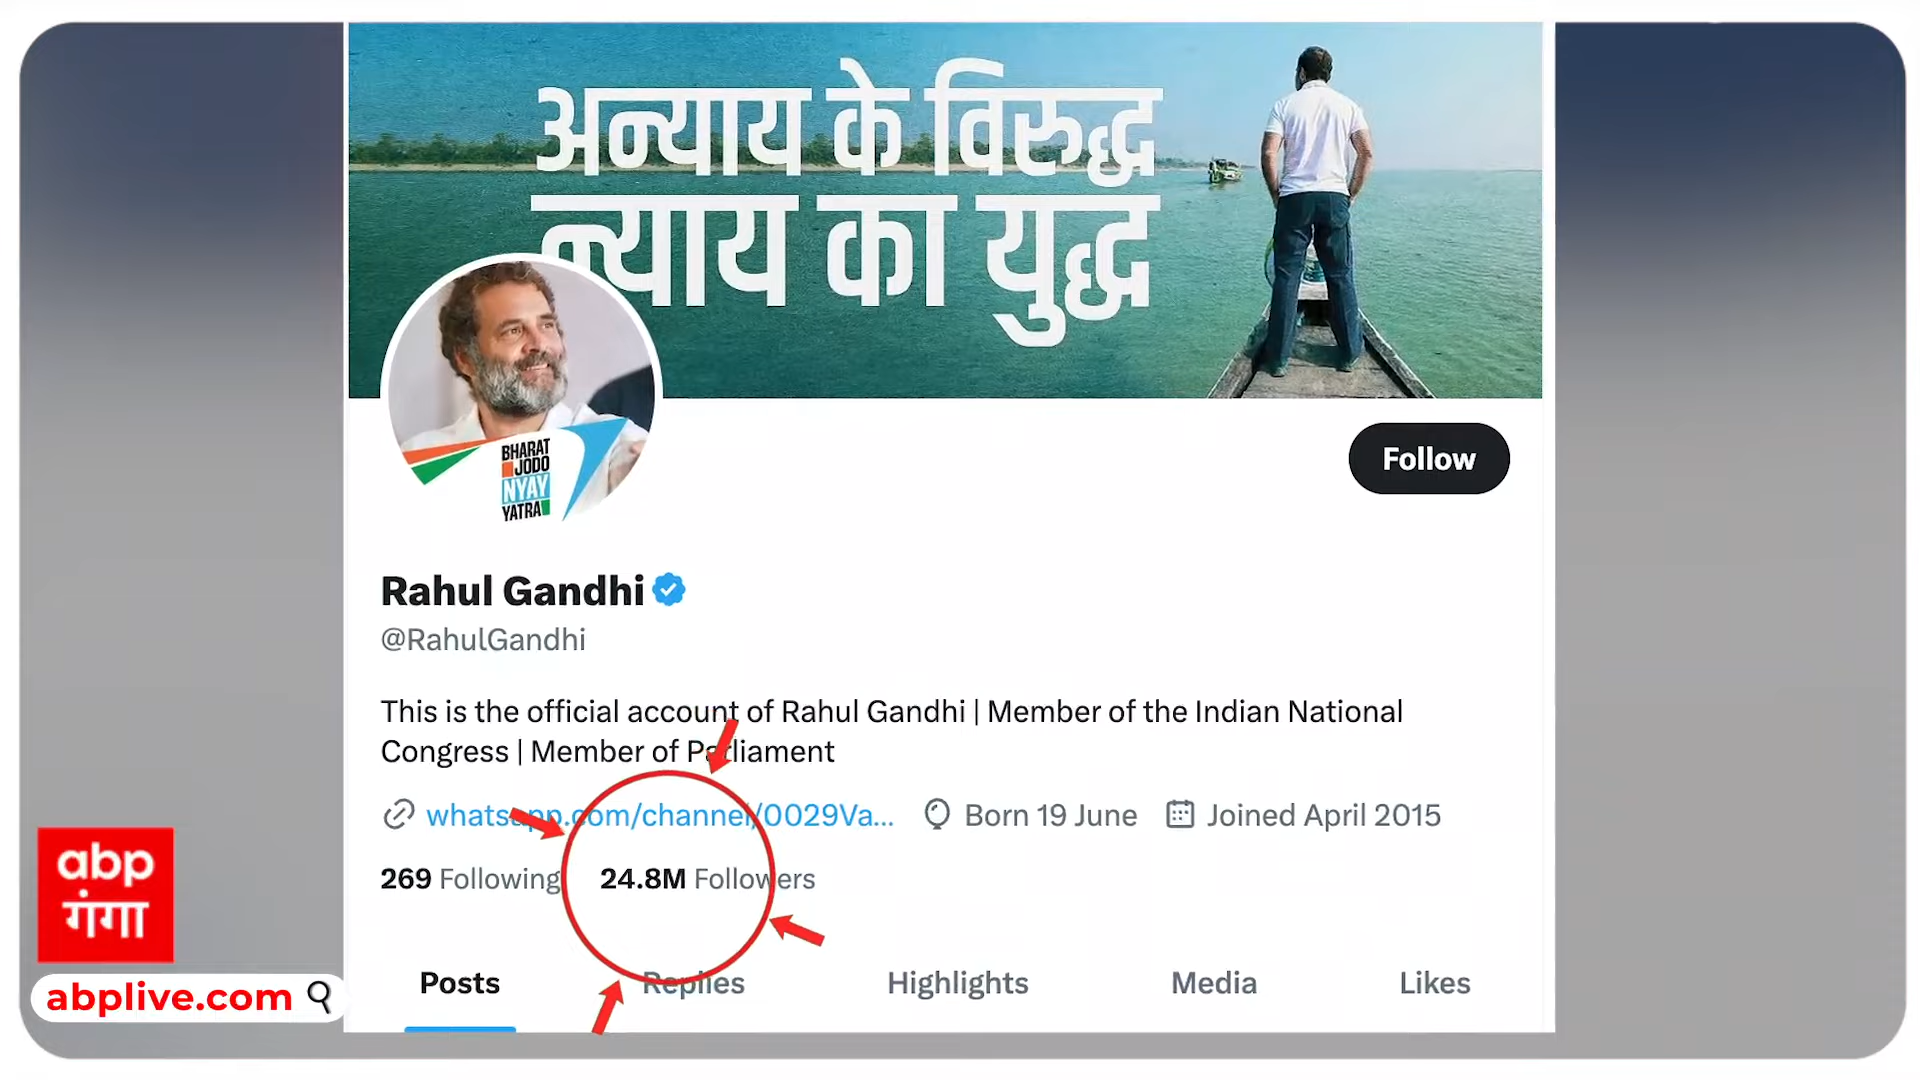 अन्याय के विरुद्ध
न्याय का युद्ध
BHARAT
JODO
NYAY
YATRA
Follow
Rahul Gandhi
@RahulGandhi
This is the official account of Rahul Gandhi | Member of the Indian National
Congress | Member of Parliament
whatsapp.com/channel/0029Va... Born 19 June Joined April 2015
269 Following 24.8M Followers
Posts Replies Highlights Media Likes
abp
गंगा
abplive.com